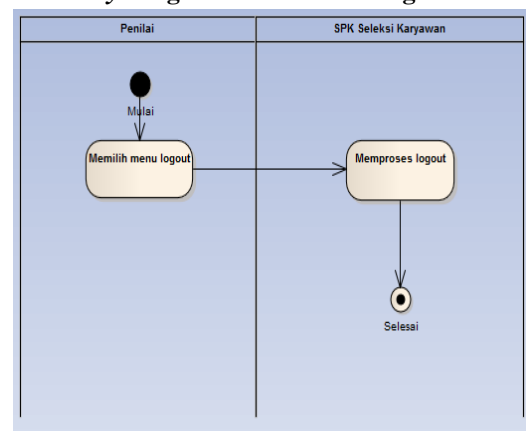 Penilai
SPK Seleksi Karyawan
Mulai
Memilih menu logout
Memproses logout
Selesai